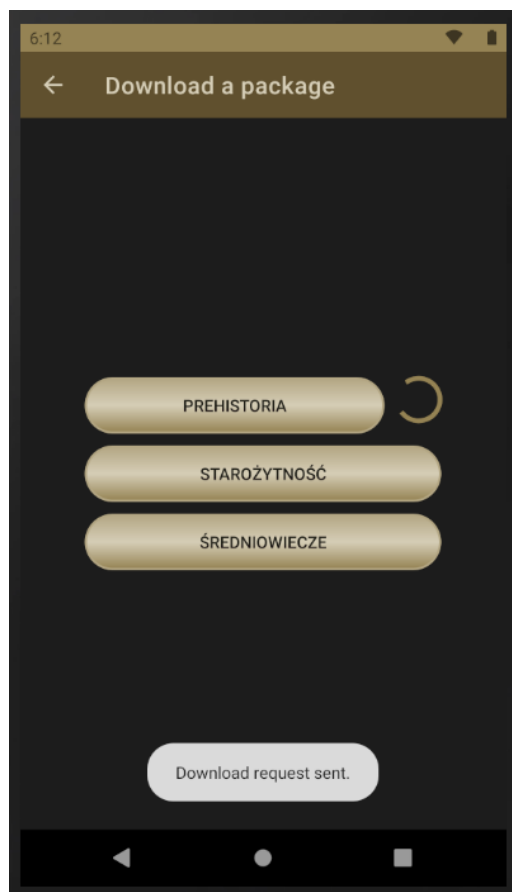 6:12
Download a package
PREHISTORIA
STAROŻYTNOŚĆ
ŚREDNIOWIECZE
Download request sent.